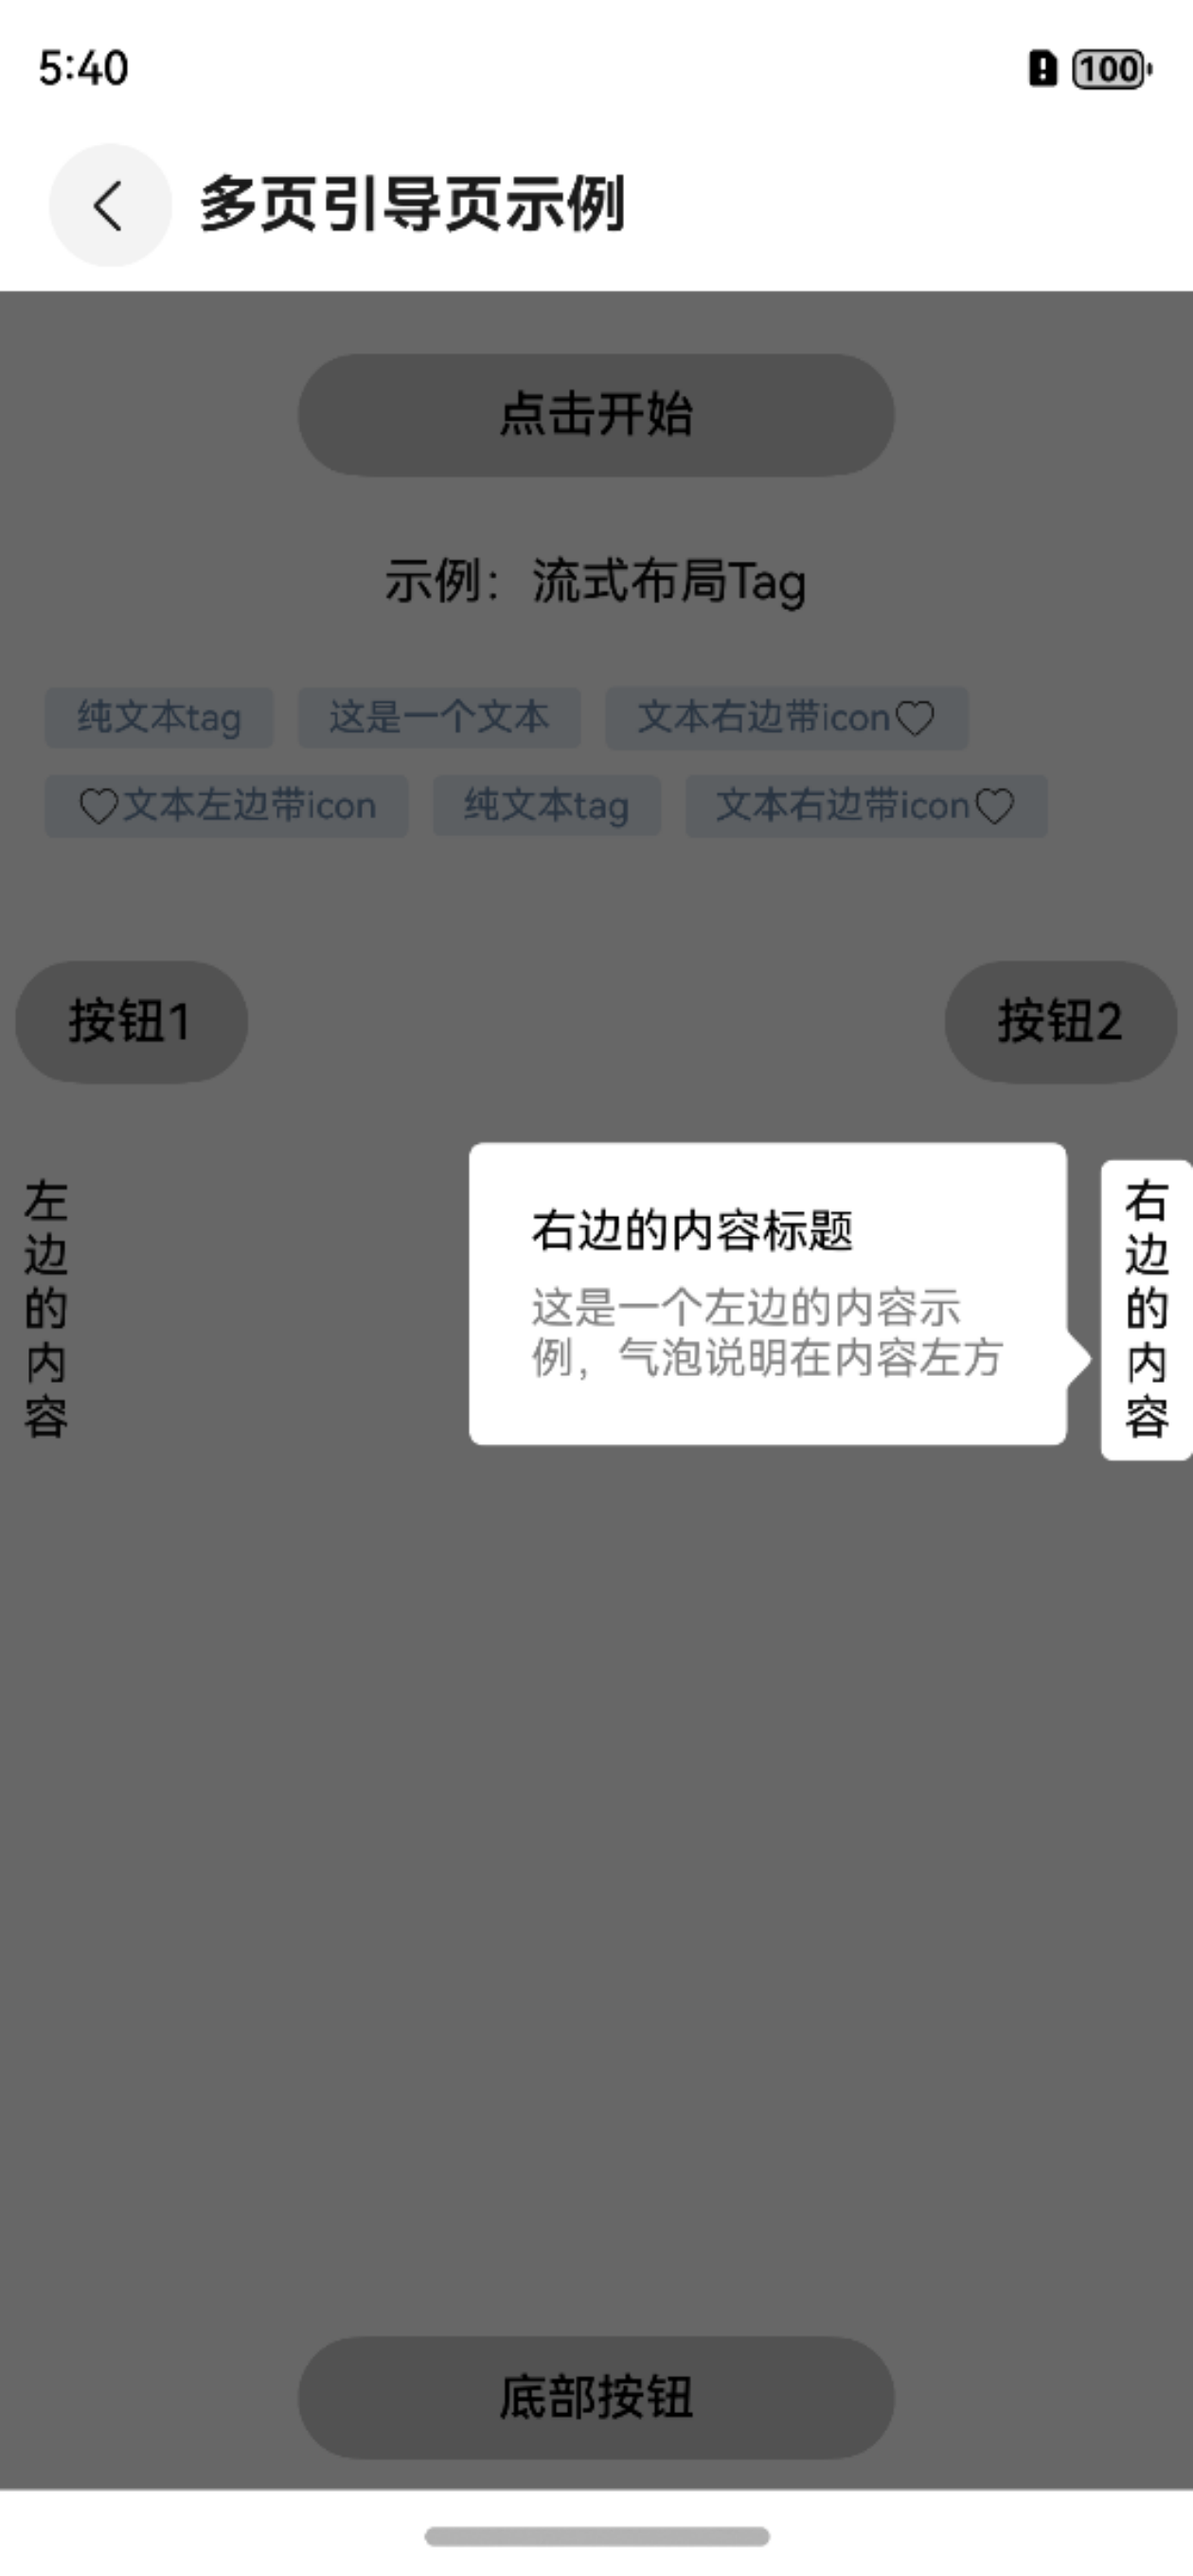 5:40
100
多页引导页示例
点击开始
示例：流式布局Tag
纯文本tag
这是一个文本
文本右边带icon
文本左边带icon
纯文本tag
文本右边带icon
按钮1
按钮2
左边的内容
右边的内容标题
这是一个左边的内容示
例，气泡说明在内容左方
右边的内容
底部按钮